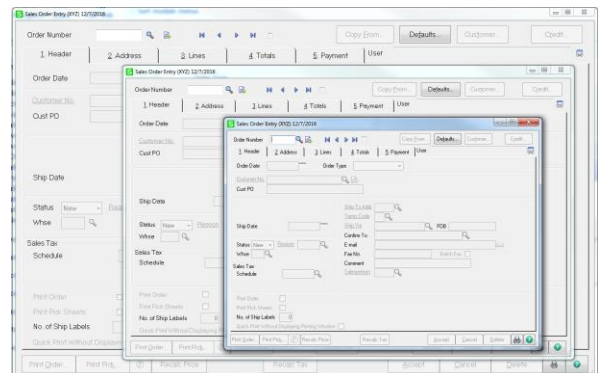 Sales Order Entry (XYZ) 12/7/2016
Order Number Copy From... Defaults... Customer... Credit...
1. Header 2. Address 3. Lines 4. Totals 5. Payment User
Order Date
Customer No.
Cust PO
Ship Date
Status New
Whse
Sales Tax
Schedule
Print Order
Print Pick Sheets
No. of Ship Labels
Quick Print Without Displaying
Print Order... Print Pick... Recalc Price Recalc Tax Accept Cancel Delete
Sales Order Entry (XYZ) 12/7/2016
Order Number Copy From... Defaults... Customer... Credit...
1. Header 2. Address 3. Lines 4. Totals 5. Payment User
Order Date
Customer No.
Cust PO
Ship Date
Status New Reason
Whse
Sales Tax
Schedule
Print Order
Print Pick Sheets
No. of Ship Labels 0
Quick Print Without Displaying
Print Order... Print Pick...
Sales Order Entry (XYZ) 12/7/2016
Order Number Copy From... Defaults... Customer... Credit...
1. Header 2. Address 3. Lines 4. Totals 5. Payment User
Order Date Order Type
Customer No.
Cust PO
Ship To Addr
Terms Code
Ship Date Ship Via FOB
Confirm To
Status New Reason E-mail
Whse Fax No. Batch Fax
Sales Tax Comment
Schedule Salesperson
Print Order
Print Pick Sheets
No. of Ship Labels 0
Quick Print Without Displaying Printing Window
Print Order... Print Pick... Recalc Price Recalc Tax Accept Cancel Delete